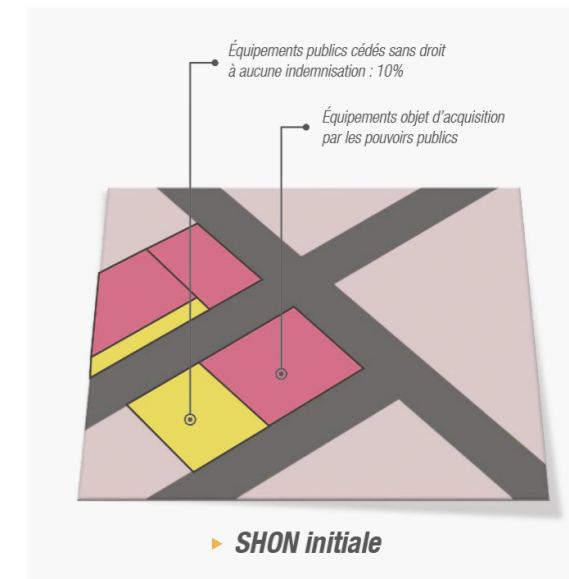 Équipements publics cédés sans droit
à aucune indemnisation : 10%
Équipements objet d'acquisition
par les pouvoirs publics
SHON initiale